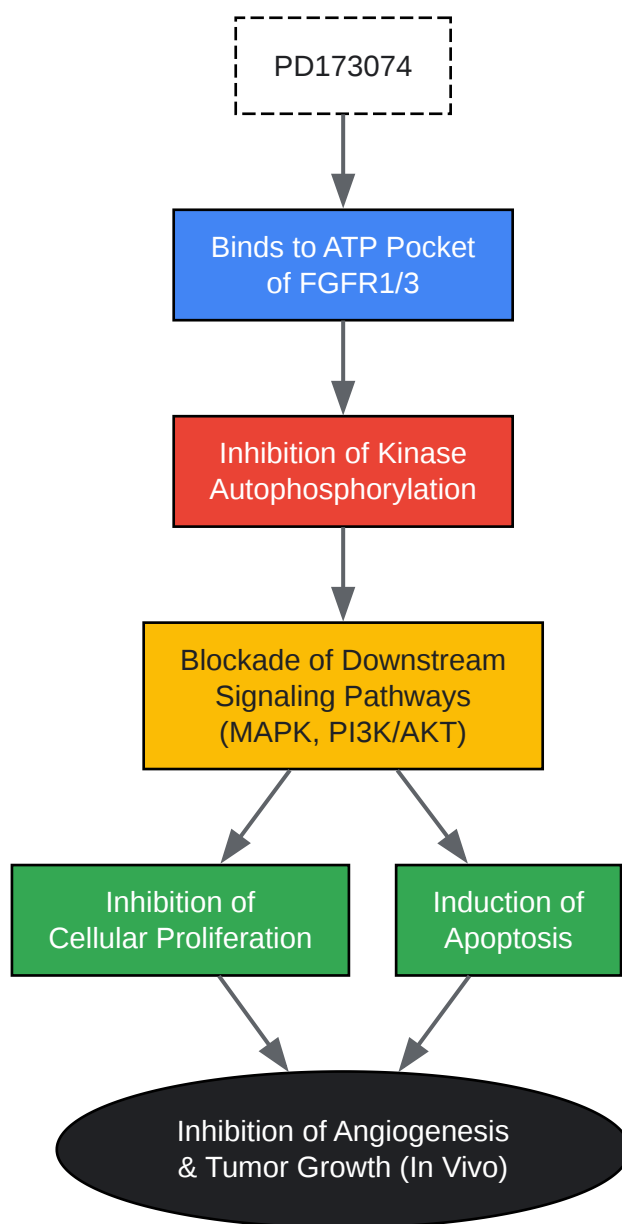 PD173074
Binds to ATP Pocket
of FGFR1/3
Inhibition of Kinase
Autophosphorylation
Blockade of Downstream
Signaling Pathways
(MAPK, PI3K/AKT)
Inhibition of
Cellular Proliferation
Induction of
Apoptosis
Inhibition of Angiogenesis
& Tumor Growth (In Vivo)